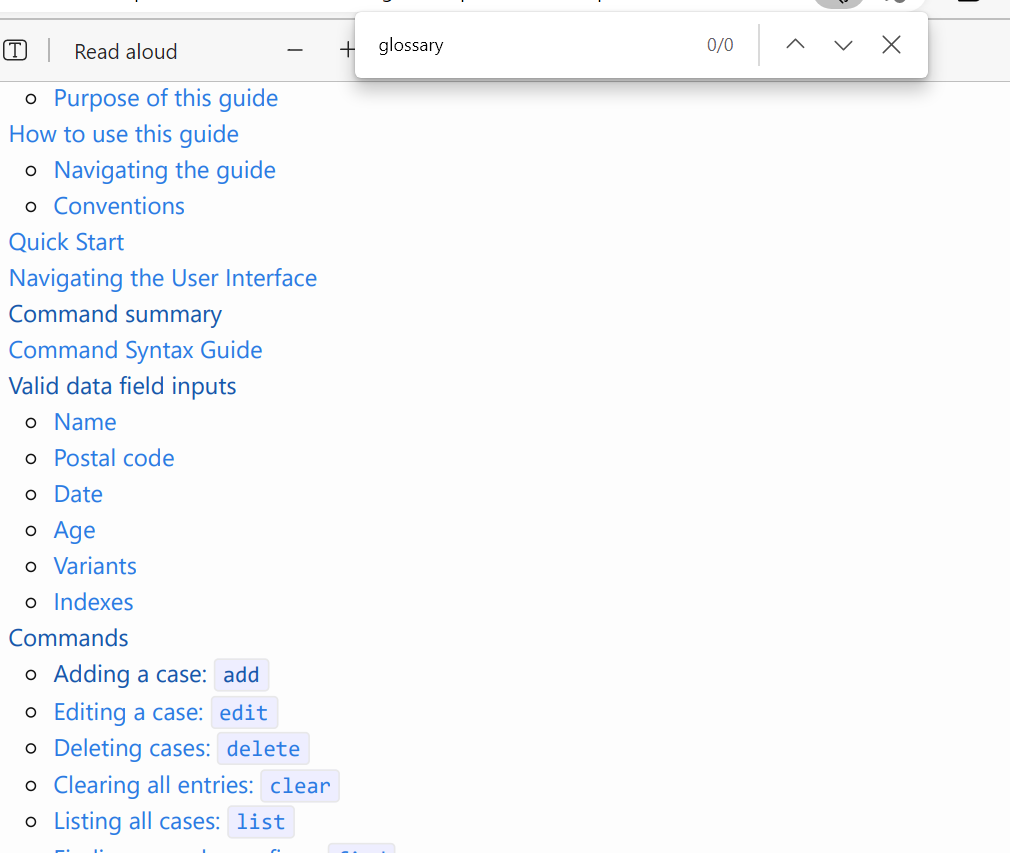 glossary 0/0
Read aloud
Purpose of this guide
How to use this guide
Navigating the guide
Conventions
Quick Start
Navigating the User Interface
Command summary
Command Syntax Guide
Valid data field inputs
Name
Postal code
Date
Age
Variants
Indexes
Commands
Adding a case: add
Editing a case: edit
Deleting cases: delete
Clearing all entries: clear
Listing all cases: list